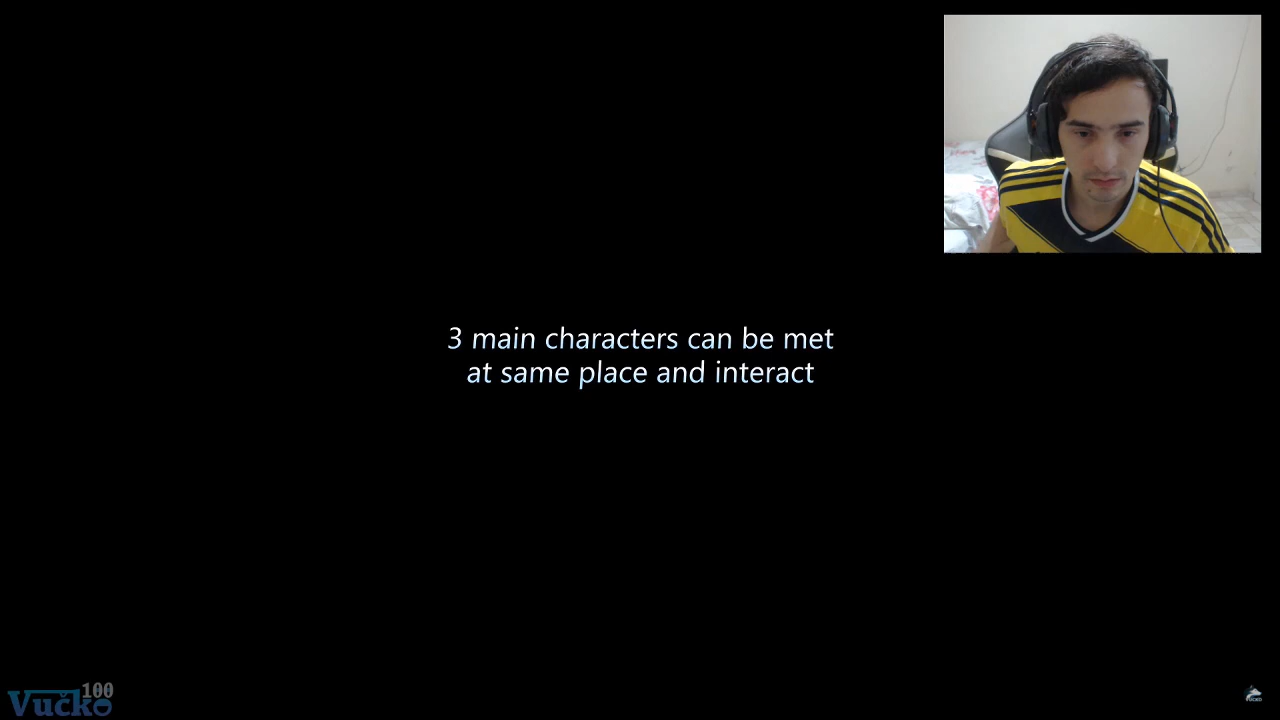 3 main characters can be met
at same place and interact
Vučko 100